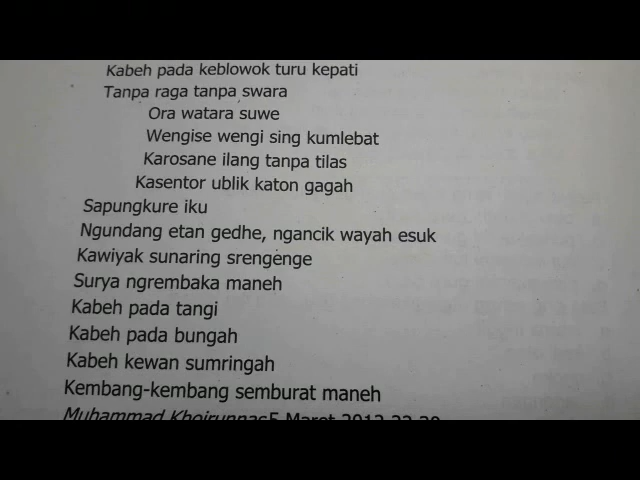 Kabeh pada keblowok turu kepati
Tanpa raga tanpa swara
Ora watara suwe
Wengise wengi sing kumlebat
Karosane ilang tanpa tilas
Kasentor ublik katon gagah
Sapungkure iku
Ngundang etan gedhe, ngancik wayah esuk
Kawiyak sunaring srengenge
Surya ngrembaka maneh
Kabeh pada tangi
Kabeh pada bungah
Kabeh kewan sumringah
Kembang-kembang semburat maneh
Muhammad Maret